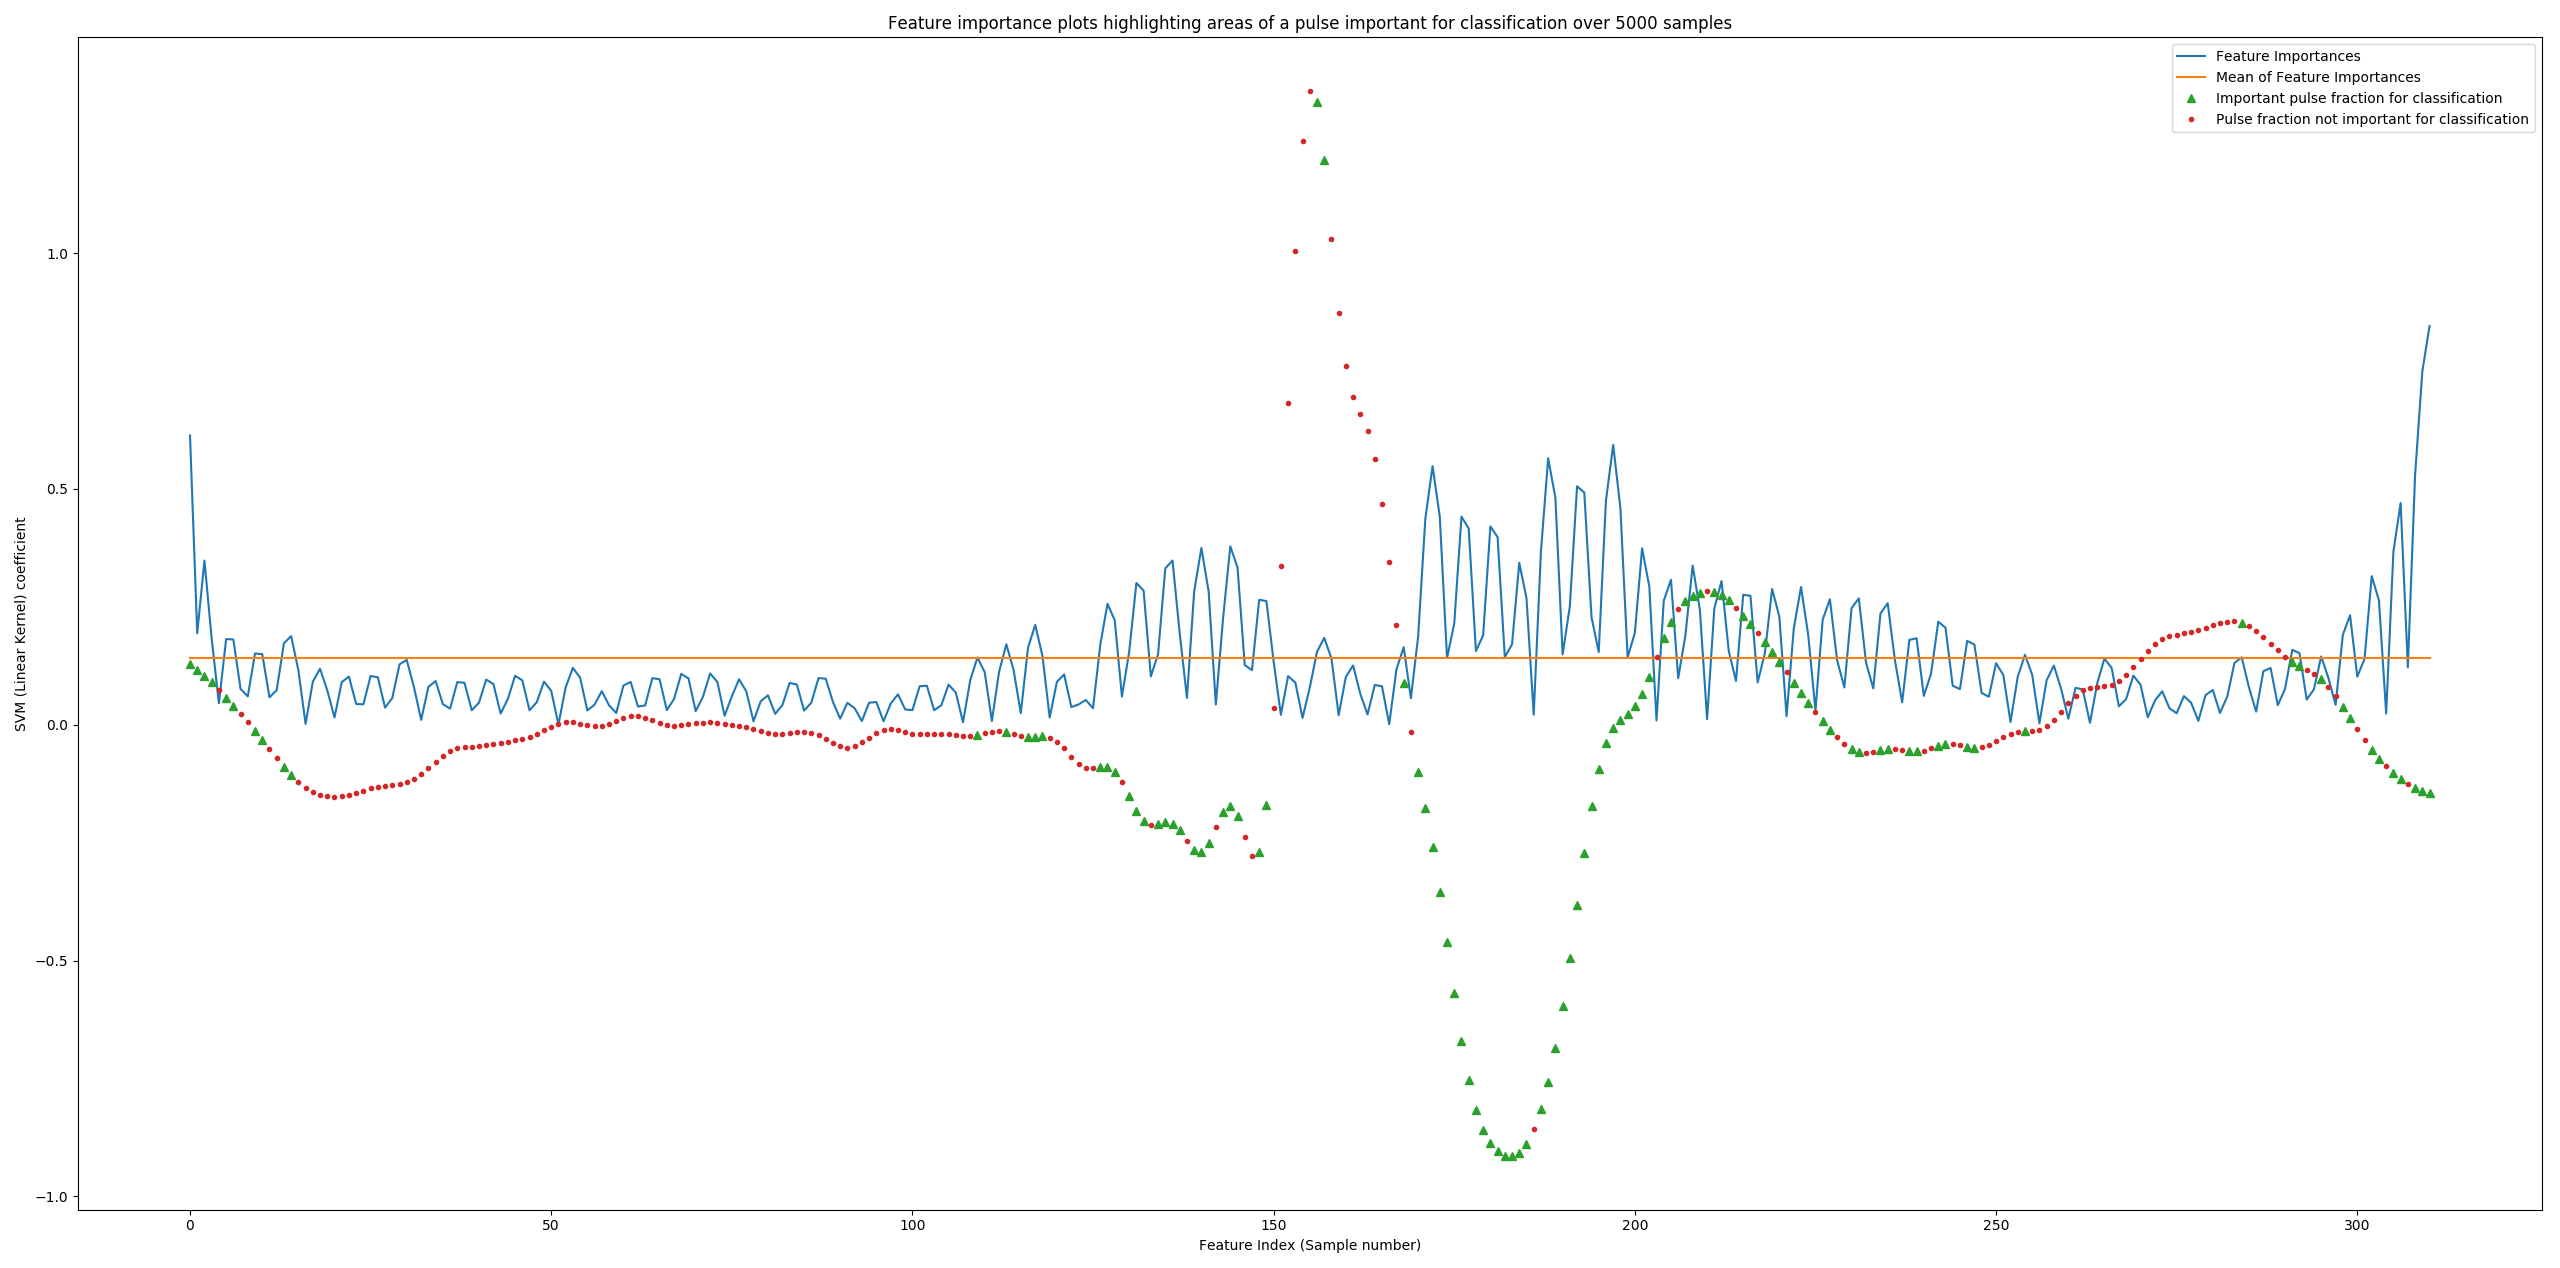 Feature importance plots highlighting areas of a pulse important for classification over 5000 samples
Feature Importances
Mean of Feature Importances
Important pulse fraction for classification
Pulse fraction not important for classification
SVM (Linear Kernel) coefficient
1.0
0.5
0.0
−0.5
−1.0
0 50 100 150 200 250 300
Feature Index (Sample number)